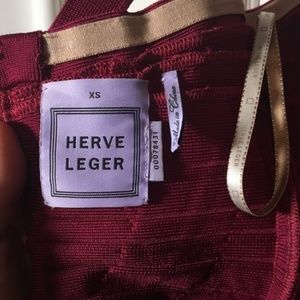 XS
HERVE
LEGER
00078431
Made in China